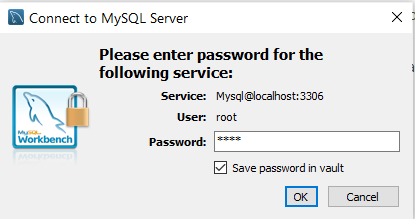 Connect to MySQL Server
Please enter password for the
following service:
Service: Mysql@localhost:3306
User: root
Password: ****
Save password in vault
MySQL
Workbench
OK Cancel